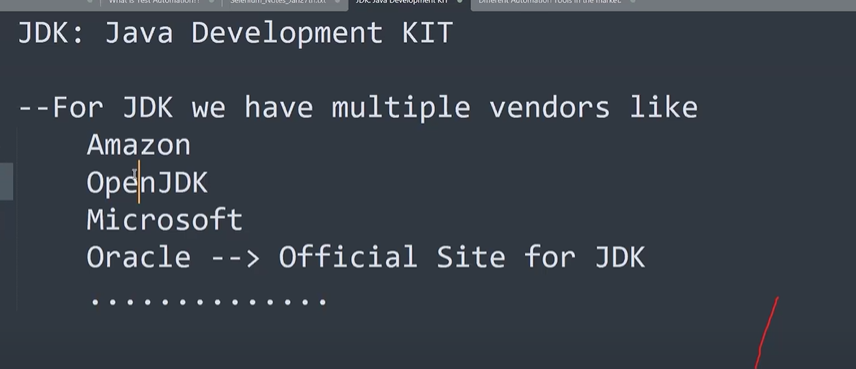 What is Test Automation?
Selenium_Notes_Jan27th.txt
JDK: Java Development KIT
Different Automation Tools in the market.
JDK: Java Development KIT
--For JDK we have multiple vendors like
Amazon
OpenJDK
Microsoft
Oracle --> Official Site for JDK
..............